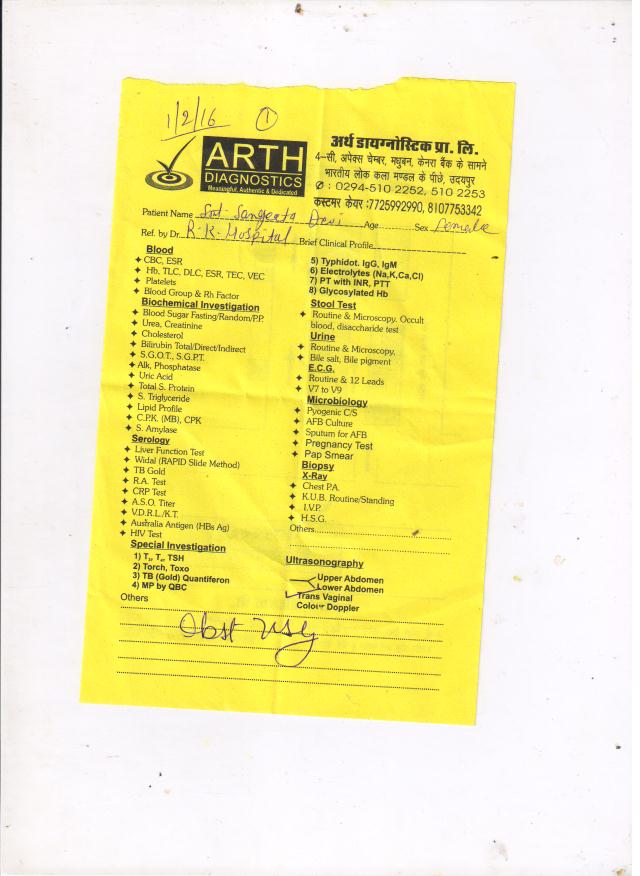 1/2/16 1
ARTH
DIAGNOSTICS
Meaningful, Authentic & Dedicated
अर्थ डायग्नोस्टिक प्रा. लि.
4-सी, अपेक्स चेम्बर, मधुबन, केनरा बैंक के सामने
भारतीय लोक कला मण्डल के पीछे, उदयपुर
✆ : 0294-510 2252, 510 2253
कस्टमर केयर :7725992990, 8107753342
Patient Name Smt. Sangeeta Devi Age Sex Female
Ref. by Dr. R.K. Hospital Brief Clinical Profile
Blood
CBC, ESR
Hb, TLC, DLC, ESR, TEC, VEC
Platelets
Blood Group & Rh Factor
Biochemical Investigation
Blood Sugar Fasting/Random/P.P.
Urea, Creatinine
Cholesterol
Bilirubin Total/Direct/Indirect
S.G.O.T., S.G.P.T.
Alk, Phosphatase
Uric Acid
Total S. Protein
S. Triglyceride
Lipid Profile
C.P.K. (MB), CPK
S. Amylase
Serology
Liver Function Test
Widal (RAPID Slide Method)
TB Gold
R.A. Test
CRP Test
A.S.O. Titer
V.D.R.L./K.T.
Australia Antigen (HBs Ag)
HIV Test
Special Investigation
1) T₃, T₄, TSH
2) Torch, Toxo
3) TB (Gold) Quantiferon
4) MP by QBC
5) Typhidot. IgG, IgM
6) Electrolytes (Na,K,Ca,Cl)
7) PT with INR, PTT
8) Glycosylated Hb
Stool Test
Routine & Microscopy. Occult
blood, disaccharide test
Urine
Routine & Microscopy,
Bile salt, Bile pigment
E.C.G.
Routine & 12 Leads
V7 to V9
Microbiology
Pyogenic C/S
AFB Culture
Sputum for AFB
Pregnancy Test
Pap Smear
Biopsy
X-Ray
Chest P.A.
K.U.B. Routine/Standing
I.V.P.
H.S.G.
Others
Ultrasonography
Upper Abdomen
Lower Abdomen
Trans Vaginal
Colour Doppler
Others
Obst USG